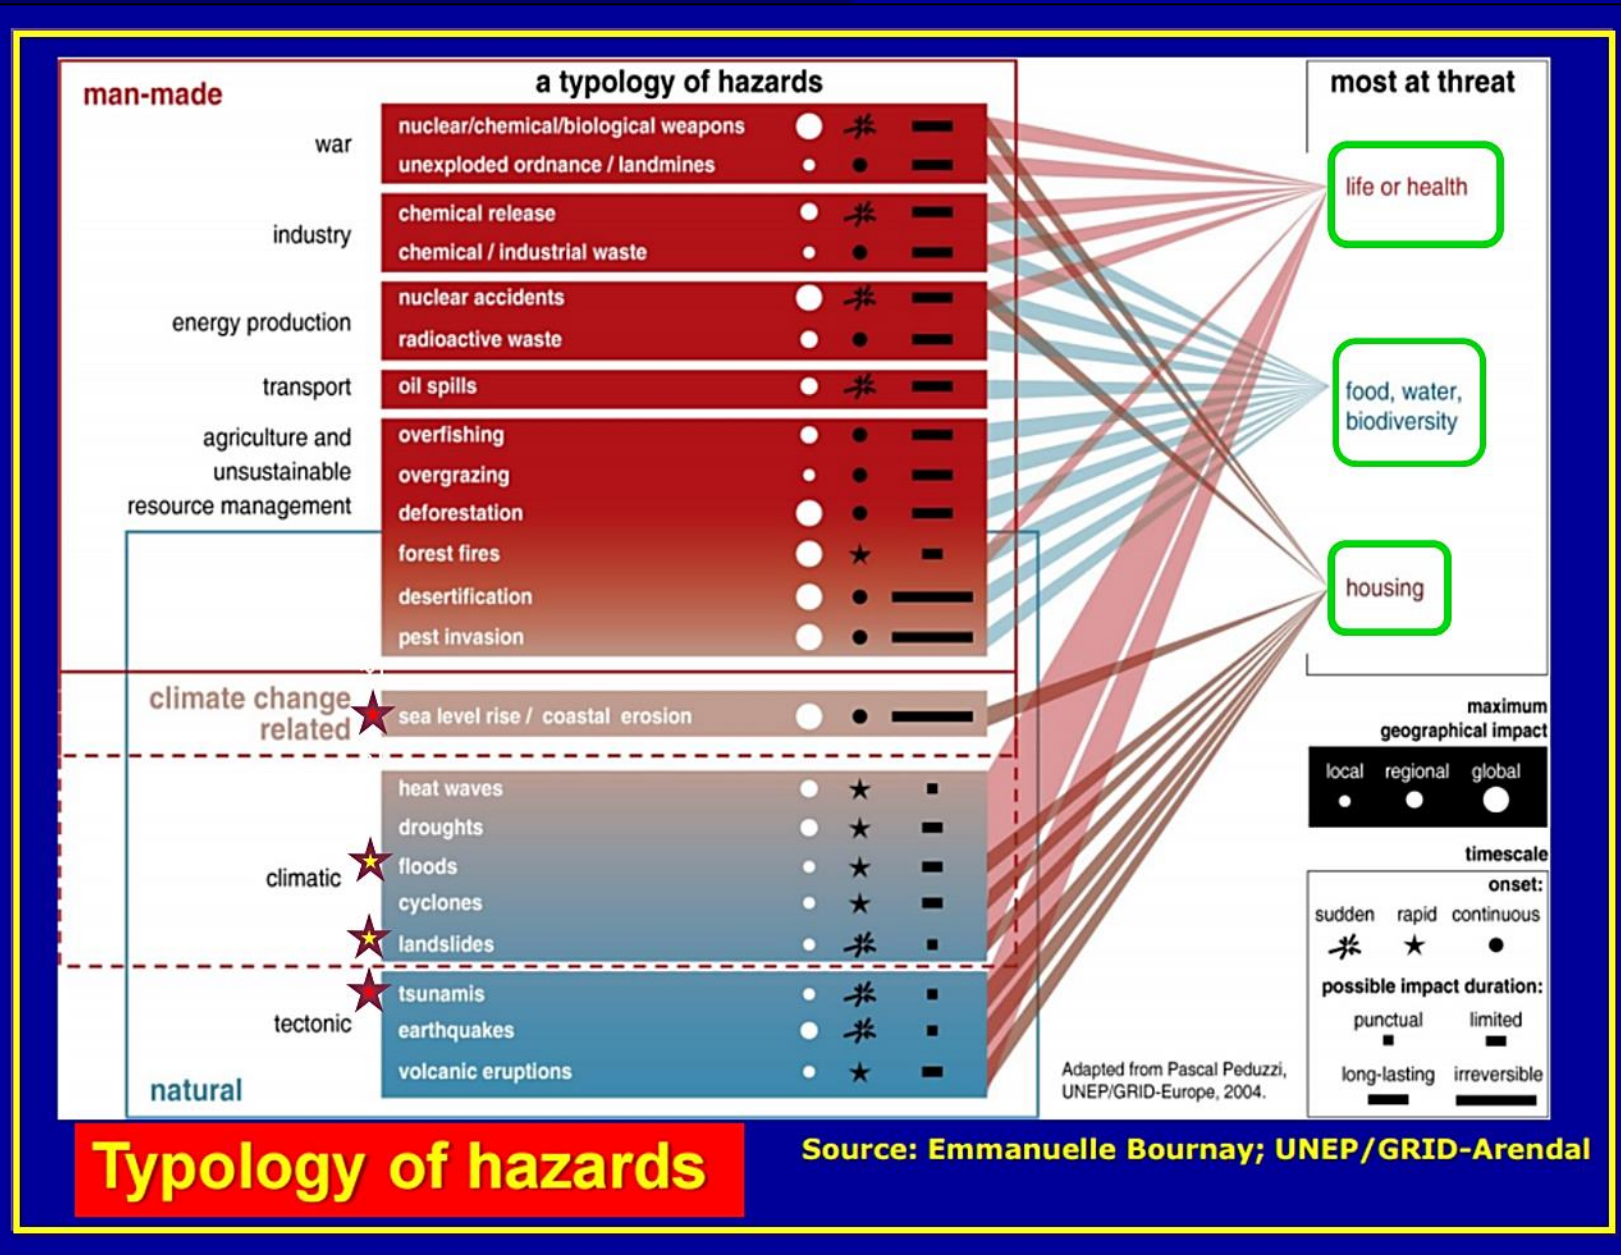 a typology of hazards
man-made
war
nuclear/chemical/biological weapons
unexploded ordnance / landmines
industry
chemical release
chemical / industrial waste
energy production
nuclear accidents
radioactive waste
transport
oil spills
agriculture and
unsustainable
resource management
overfishing
overgrazing
deforestation
forest fires
desertification
pest invasion
climate change
related
sea level rise / coastal erosion
climatic
heat waves
droughts
floods
cyclones
landslides
tectonic
tsunamis
earthquakes
volcanic eruptions
natural
most at threat
life or health
food, water,
biodiversity
housing
maximum
geographical impact
local regional global
timescale
onset:
sudden rapid continuous
possible impact duration:
punctual limited
long-lasting irreversible
Adapted from Pascal Peduzzi,
UNEP/GRID-Europe, 2004.
Typology of hazards
Source: Emmanuelle Bournay; UNEP/GRID-Arendal